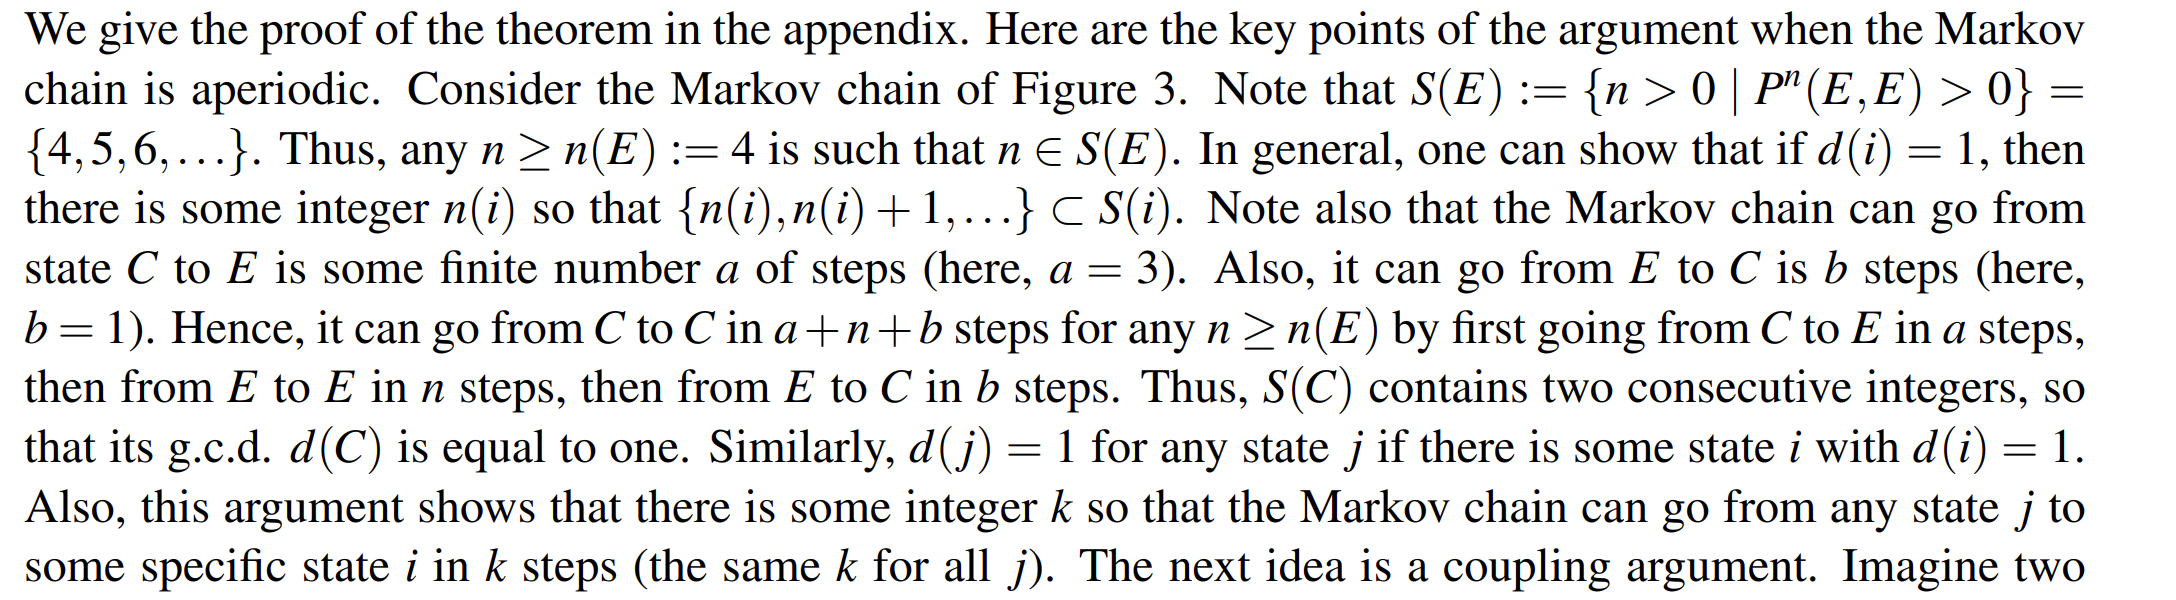 We give the proof of the theorem in the appendix. Here are the key points of the argument when the Markov
chain is aperiodic. Consider the Markov chain of Figure 3. Note that S(E) := {n > 0 | Pⁿ(E,E) > 0} =
{4,5,6,...}. Thus, any n ≥ n(E) := 4 is such that n ∈ S(E). In general, one can show that if d(i) = 1, then
there is some integer n(i) so that {n(i),n(i)+1,...} ⊂ S(i). Note also that the Markov chain can go from
state C to E is some finite number a of steps (here, a = 3). Also, it can go from E to C is b steps (here,
b = 1). Hence, it can go from C to C in a+n+b steps for any n ≥ n(E) by first going from C to E in a steps,
then from E to E in n steps, then from E to C in b steps. Thus, S(C) contains two consecutive integers, so
that its g.c.d. d(C) is equal to one. Similarly, d(j) = 1 for any state j if there is some state i with d(i) = 1.
Also, this argument shows that there is some integer k so that the Markov chain can go from any state j to
some specific state i in k steps (the same k for all j). The next idea is a coupling argument. Imagine two